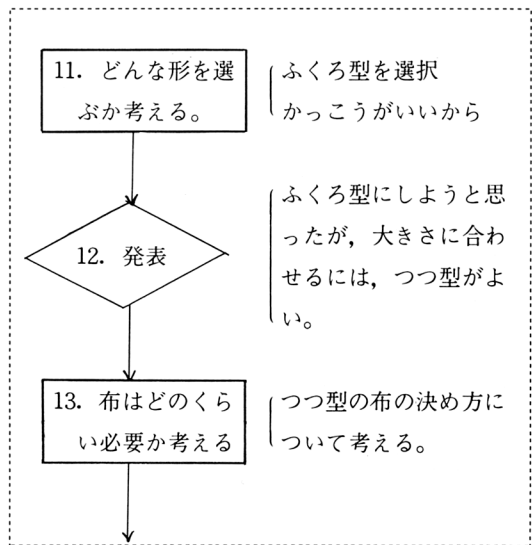 11. どんな形を選
ぶか考える。
ふくろ型を選択
かっこうがいいから
12. 発表
ふくろ型にしようと思
ったが，大きさに合わ
せるには，つつ型がよ
い。
13. 布はどのくら
い必要か考える
つつ型の布の決め方に
ついて考える。